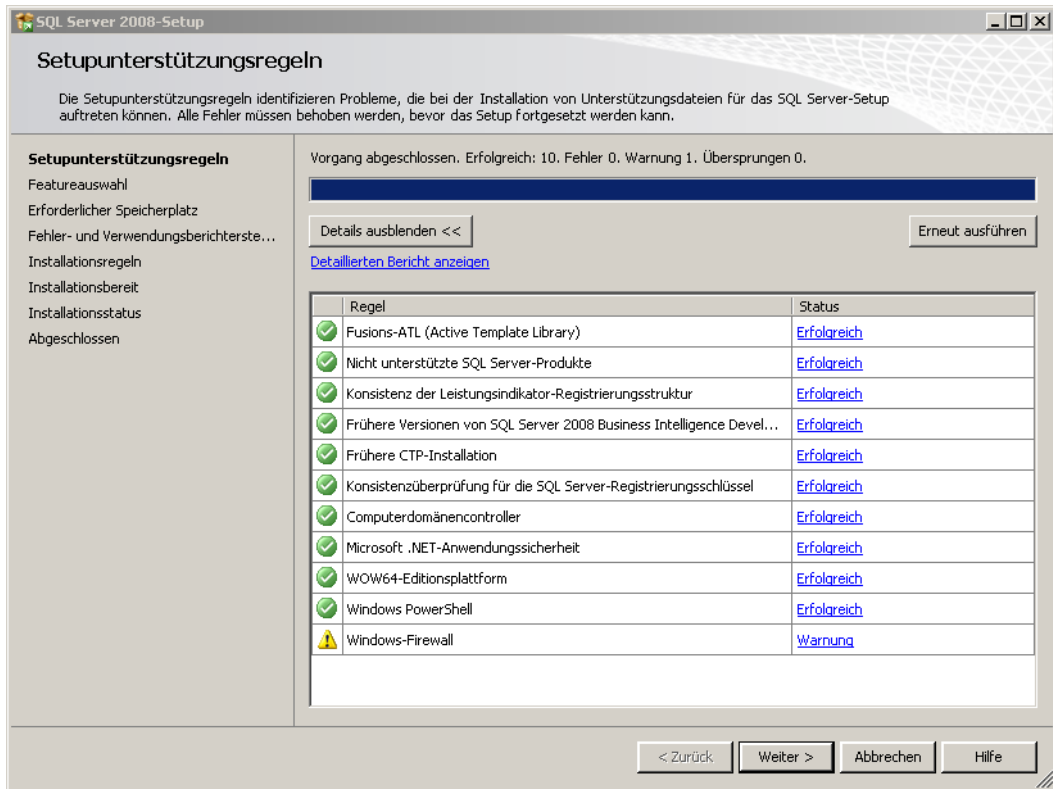 SQL Server 2008-Setup
Setupunterstützungsregeln
Die Setupunterstützungsregeln identifizieren Probleme, die bei der Installation von Unterstützungsdateien für das SQL Server-Setup
auftreten können. Alle Fehler müssen behoben werden, bevor das Setup fortgesetzt werden kann.
Setupunterstützungsregeln
Featureauswahl
Erforderlicher Speicherplatz
Fehler- und Verwendungsberichterste...
Installationsregeln
Installationsbereit
Installationsstatus
Abgeschlossen
Vorgang abgeschlossen. Erfolgreich: 10. Fehler 0. Warnung 1. Übersprungen 0.
Details ausblenden <<
Erneut ausführen
Detaillierten Bericht anzeigen
Regel Status
Fusions-ATL (Active Template Library) Erfolgreich
Nicht unterstützte SQL Server-Produkte Erfolgreich
Konsistenz der Leistungsindikator-Registrierungsstruktur Erfolgreich
Frühere Versionen von SQL Server 2008 Business Intelligence Devel... Erfolgreich
Frühere CTP-Installation Erfolgreich
Konsistenzüberprüfung für die SQL Server-Registrierungsschlüssel Erfolgreich
Computerdomänencontroller Erfolgreich
Microsoft .NET-Anwendungssicherheit Erfolgreich
WOW64-Editionsplattform Erfolgreich
Windows PowerShell Erfolgreich
Windows-Firewall Warnung
< Zurück Weiter > Abbrechen Hilfe